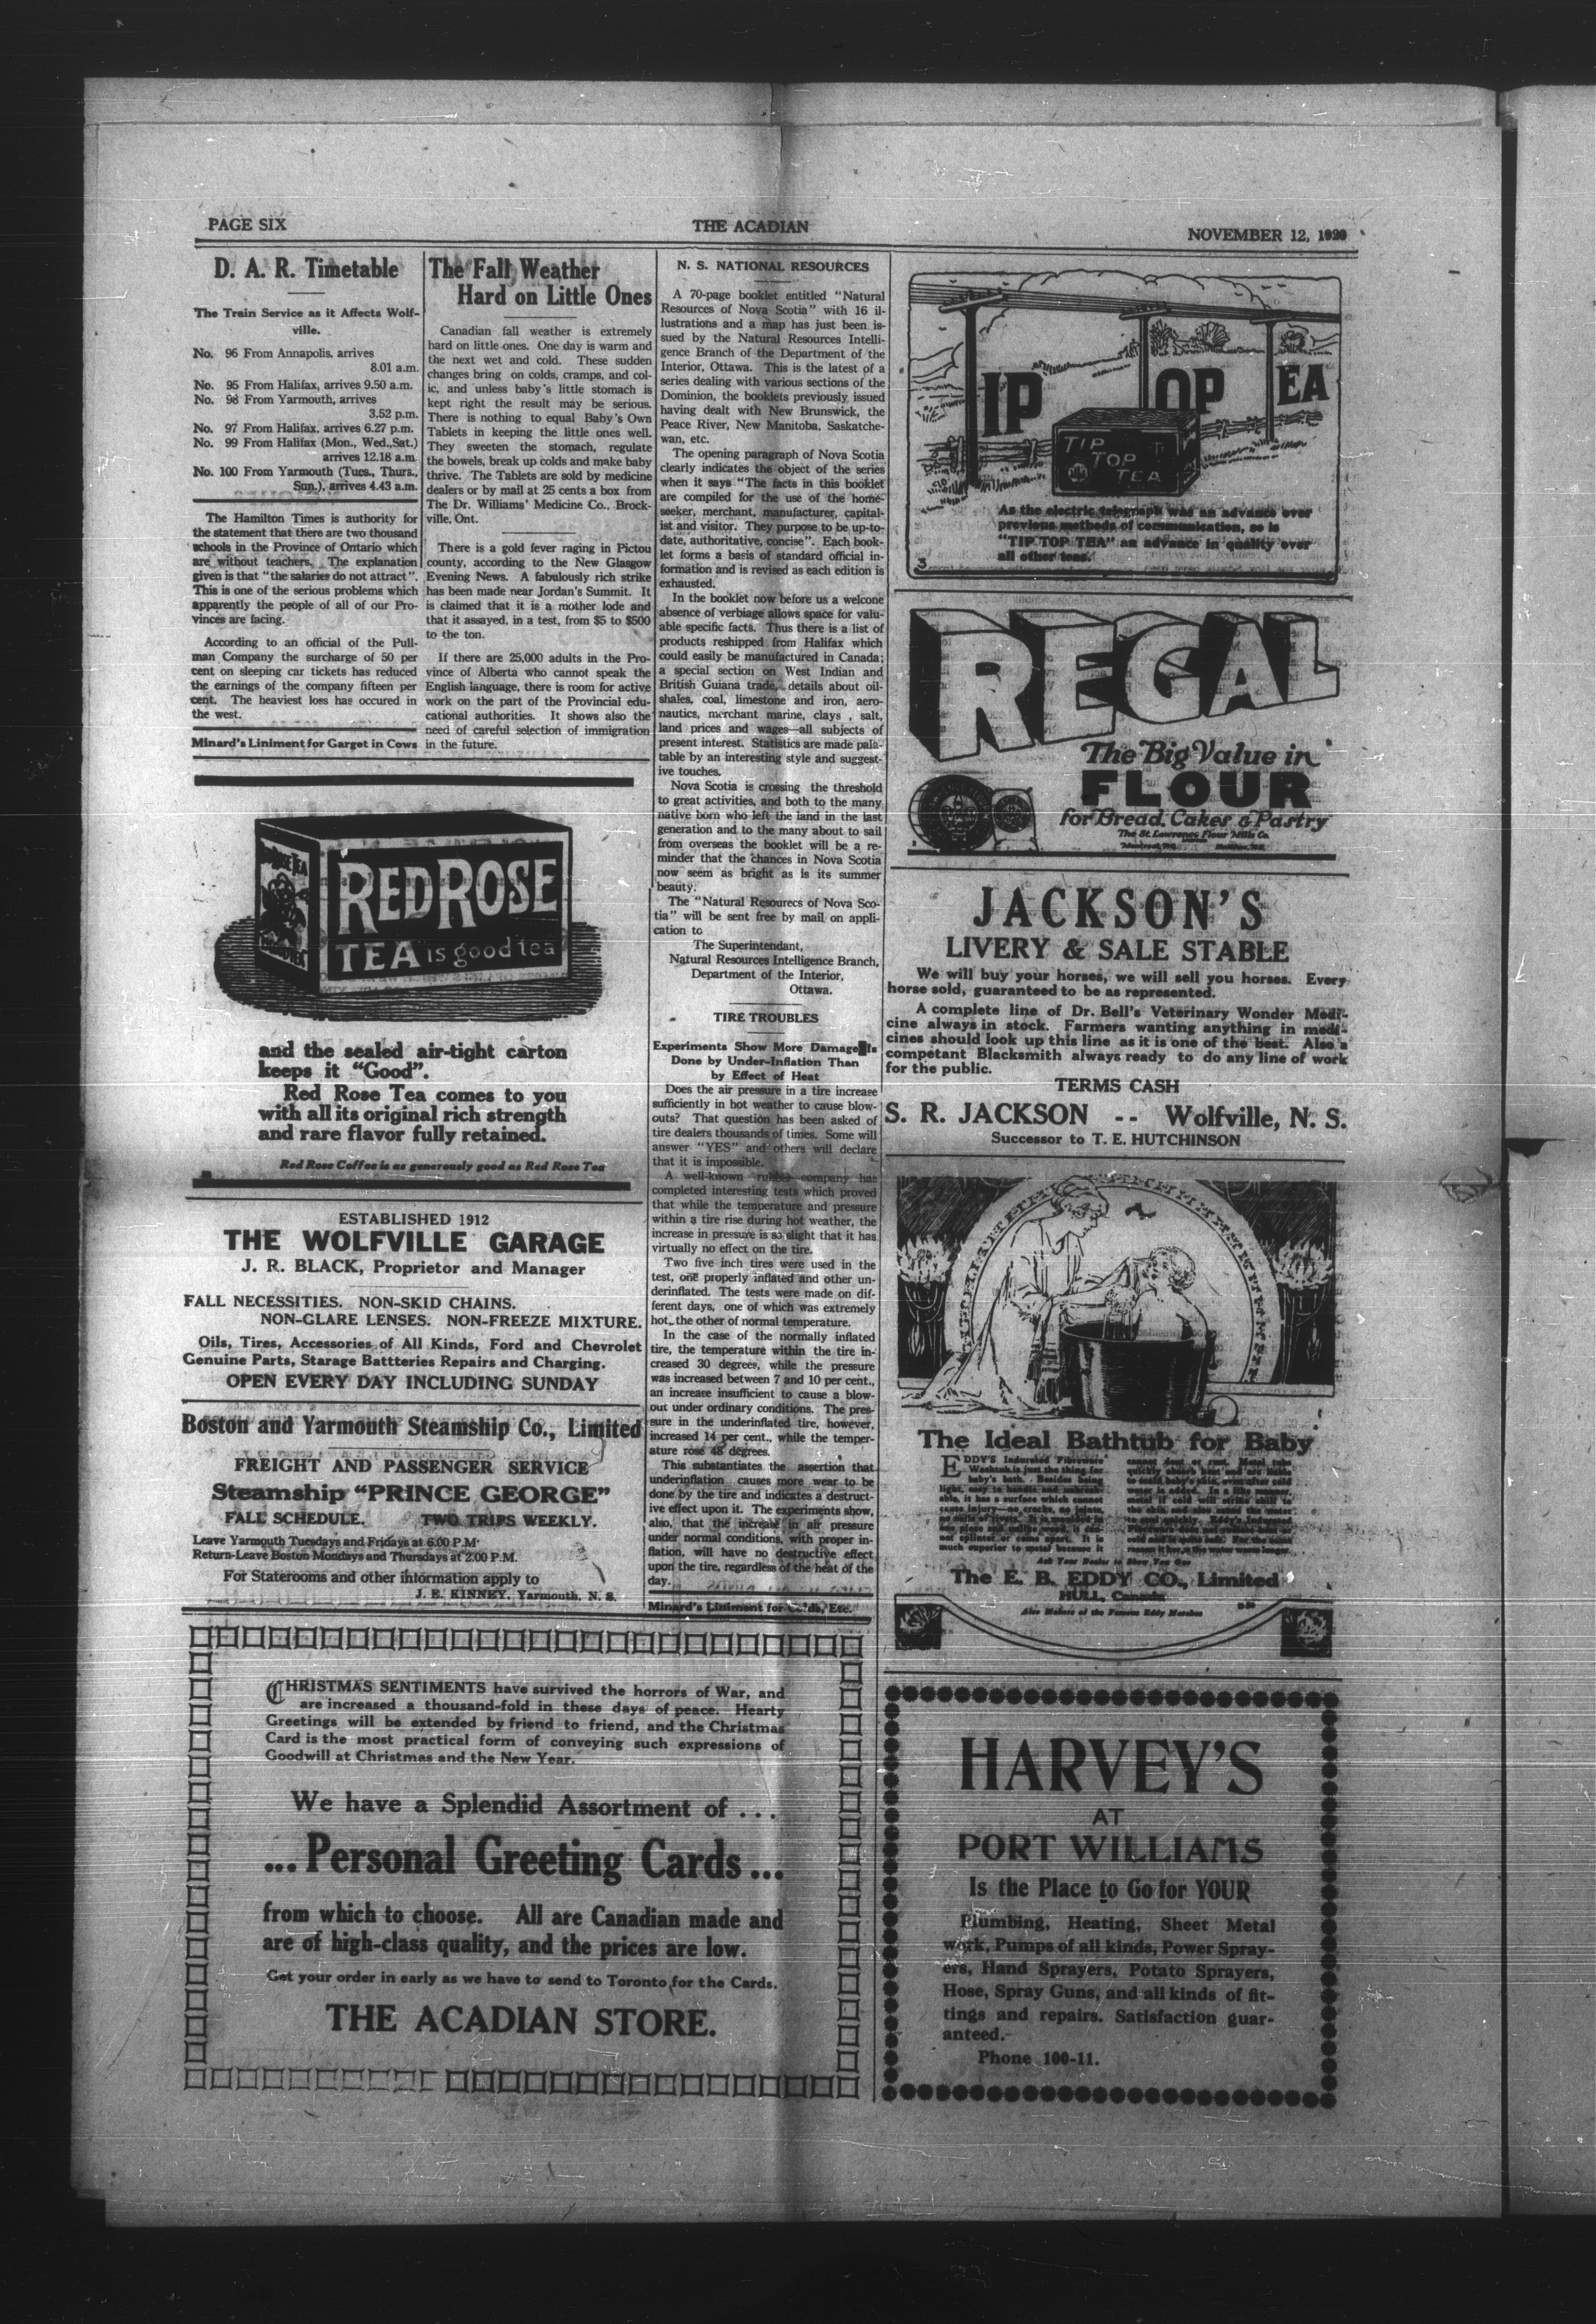 PAGE SIX
THE ACADIAN
NOVEMBER 12, 1920
D. A. R. Timetable
The Train Service as it Affects Wolf-
ville.
No. 96 From Annapolis, arrives
8.01 a.m.
No. 95 From Halifax, arrives 9.50 a.m.
No. 98 From Yarmouth, arrives
3.52 p.m.
No. 97 From Halifax, arrives 6.27 p.m.
No. 99 From Halifax (Mon., Wed.,Sat.)
arrives 12.18 a.m.
No. 100 From Yarmouth (Tues., Thurs.,
Sun.), arrives 4.43 a.m.
The Hamilton Times is authority for
the statement that there are two thousand
schools in the Province of Ontario which
are without teachers. The explanation
given is that "the salaries do not attract".
This is one of the serious problems which
apparently the people of all of our Pro-
vinces are facing.
According to an official of the Pull-
man Company the surcharge of 50 per
cent on sleeping car tickets has reduced
the earnings of the company fifteen per
cent. The heaviest loss has occured in
the west.
Minard's Liniment for Garget in Cows
The Fall Weather
Hard on Little Ones
Canadian fall weather is extremely
hard on little ones. One day is warm and
the next wet and cold. These sudden
changes bring on colds, cramps, and col-
ic, and unless baby's little stomach is
kept right the result may be serious.
There is nothing to equal Baby's Own
Tablets in keeping the little ones well.
They sweeten the stomach, regulate
the bowels, break up colds and make baby
thrive. The Tablets are sold by medicine
dealers or by mail at 25 cents a box from
The Dr. Williams' Medicine Co., Brock-
ville, Ont.
There is a gold fever raging in Pictou
county, according to the New Glasgow
Evening News. A fabulously rich strike
has been made near Jordan's Summit. It
is claimed that it is a mother lode and
that it assayed, in a test, from $5 to $500
to the ton.
If there are 25,000 adults in the Pro-
vince of Alberta who cannot speak the
English language, there is room for active
work on the part of the Provincial edu-
cational authorities. It shows also the
need of careful selection of immigration
in the future.
RED ROSE
TEA is good tea
and the sealed air-tight carton
keeps it "Good".
Red Rose Tea comes to you
with all its original rich strength
and rare flavor fully retained.
Red Rose Coffee is as generously good as Red Rose Tea
ESTABLISHED 1912
THE WOLFVILLE GARAGE
J. R. BLACK, Proprietor and Manager
FALL NECESSITIES. NON-SKID CHAINS.
NON-GLARE LENSES. NON-FREEZE MIXTURE.
Oils, Tires, Accessories of All Kinds, Ford and Chevrolet
Genuine Parts, Starage Battteries Repairs and Charging.
OPEN EVERY DAY INCLUDING SUNDAY
Boston and Yarmouth Steamship Co., Limited
FREIGHT AND PASSENGER SERVICE
Steamship "PRINCE GEORGE"
FALL SCHEDULE. TWO TRIPS WEEKLY.
Leave Yarmouth Tuesdays and Fridays at 6:00 P.M.
Return-Leave Boston Mondays and Thursdays at 2:00 P.M.
For Staterooms and other information apply to
J. E. KINNEY, Yarmouth, N. S.
N. S. NATIONAL RESOURCES
A 70-page booklet entitled "Natural
Resources of Nova Scotia" with 16 il-
lustrations and a map has just been is-
sued by the Natural Resources Intelli-
gence Branch of the Department of the
Interior, Ottawa. This is the latest of a
series dealing with various sections of the
Dominion, the booklets previously issued
having dealt with New Brunswick, the
Peace River, New Manitoba, Saskatche-
wan, etc.
The opening paragraph of Nova Scotia
clearly indicates the object of the series
when it says "The facts in this booklet
are compiled for the use of the home-
seeker, merchant, manufacturer, capital-
ist and visitor. They purpose to be up-to-
date, authoritative, concise". Each book-
let forms a basis of standard official in-
formation and is revised as each edition is
exhausted.
In the booklet now before us a welcone
absence of verbiage allows space for valu-
able specific facts. Thus there is a list of
products reshipped from Halifax which
could easily be manufactured in Canada;
a special section on West Indian and
British Guiana trade, details about oil-
shales, coal, limestone and iron, aero-
nautics, merchant marine, clays , salt,
land prices and wages—all subjects of
present interest. Statistics are made pala-
table by an interesting style and suggest-
ive touches.
Nova Scotia is crossing the threshold
to great activities, and both to the many
native born who left the land in the last
generation and to the many about to sail
from overseas the booklet will be a re-
minder that the chances in Nova Scotia
now seem as bright as is its summer
beauty.
The "Natural Resourecs of Nova Sco-
tia" will be sent free by mail on appli-
cation to
The Superintendant,
Natural Resources Intelligence Branch,
Department of the Interior,
Ottawa.
TIRE TROUBLES
Experiments Show More Damage Is
Done by Under-Inflation Than
by Effect of Heat
Does the air pressure in a tire increase
sufficiently in hot weather to cause blow-
outs? That question has been asked of
tire dealers thousands of times. Some will
answer "YES" and others will declare
that it is impossible.
A well-known rubber company has
completed interesting tests which proved
that while the temperature and pressure
within a tire rise during hot weather, the
increase in pressure is so slight that it has
virtually no effect on the tire.
Two five inch tires were used in the
test, one properly inflated and other un-
derinflated. The tests were made on dif-
ferent days, one of which was extremely
hot, the other of normal temperature.
In the case of the normally inflated
tire, the temperature within the tire in-
creased 30 degrees, while the pressure
was increased between 7 and 10 per cent.,
an increase insufficient to cause a blow-
out under ordinary conditions. The pres-
sure in the underinflated tire, however,
increased 14 per cent., while the temper-
ature rose 48 degrees.
This substantiates the assertion that
underinflation causes more wear to be
done by the tire and indicates a destruct-
ive effect upon it. The experiments show,
also, that the increase in air pressure
under normal conditions, with proper in-
flation, will have no destructive effect
upon the tire, regardless of the heat of the
day.
Minard's Liniment for Colds, Etc.
TIP TOP TEA
TIP
TOP
TEA
As the electric telegraph was an advance over
previous methods of communication, so is
"TIP TOP TEA" an advance in quality over
all other teas.
3
REGAL
The Big Value in
FLOUR
for Bread, Cakes & Pastry
The St. Lawrence Flour Mills Co.
JACKSON'S
LIVERY & SALE STABLE
We will buy your horses, we will sell you horses. Every
horse sold, guaranteed to be as represented.
A complete line of Dr. Bell's Veterinary Wonder Medi-
cine always in stock. Farmers wanting anything in medi-
cines should look up this line as it is one of the best. Also a
competant Blacksmith always ready to do any line of work
for the public.
TERMS CASH
S. R. JACKSON -- Wolfville, N. S.
Successor to T. E. HUTCHINSON
The Ideal Bathtub for Baby
EDDY'S Indurated Fibreware
Washtub is just the thing for
baby's bath. Besides being
light, easy to handle and
able, it has a surface which cannot
cause injury—no cracks, no joints,
much superior to metal because it
cannot dent or rust. Metal tubs
quickly absorb heat
Ask Your Dealer to Show You One
The E. B. EDDY CO., Limited
HULL, Canada
Also Makers of the Famous Eddy Matches
CHRISTMAS SENTIMENTS have survived the horrors of War, and
are increased a thousand-fold in these days of peace. Hearty
Greetings will be extended by friend to friend, and the Christmas
Card is the most practical form of conveying such expressions of
Goodwill at Christmas and the New Year.
We have a Splendid Assortment of ...
...Personal Greeting Cards...
from which to choose. All are Canadian made and
are of high-class quality, and the prices are low.
Get your order in early as we have to send to Toronto for the Cards.
THE ACADIAN STORE.
HARVEY'S
AT
PORT WILLIAMS
Is the Place to Go for YOUR
Plumbing, Heating, Sheet Metal
work, Pumps of all kinds, Power Spray-
ers, Hand Sprayers, Potato Sprayers,
Hose, Spray Guns, and all kinds of fit-
tings and repairs. Satisfaction guar-
anteed.
Phone 100-11.